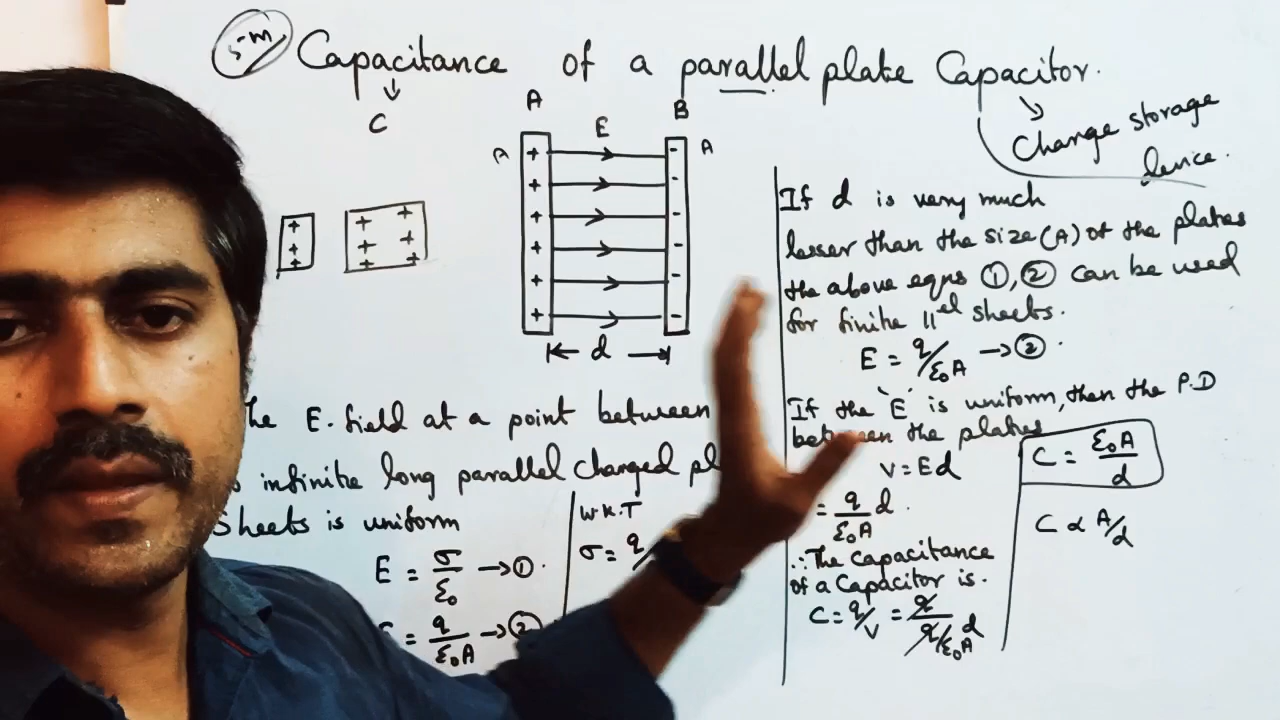 5-m
Capacitance of a parallel plate Capacitor.
C
Change storage
device.
A B
A E A
+ -
+ -
+ -
+ -
+ -
+ -
d
+ + +
+ + +
+ + +
he E. field at a point between
infinite long parallel charged pl
Sheets is uniform
E = σ/ε₀ → ①.
= q/ε₀A → ②
W.K.T
σ = q/
If d is very much
lesser than the size(A) of the plates
the above eqns ①, ② can be used
for finite ||el sheets.
E = q/ε₀A → ②.
If the 'E' is uniform, then the P.D
between the plates
V = Ed
= q/ε₀A d.
∴ The capacitance
of a Capacitor is.
C = q/V = q/q/ε₀A d
C = ε₀A/d
C ∝ A/d